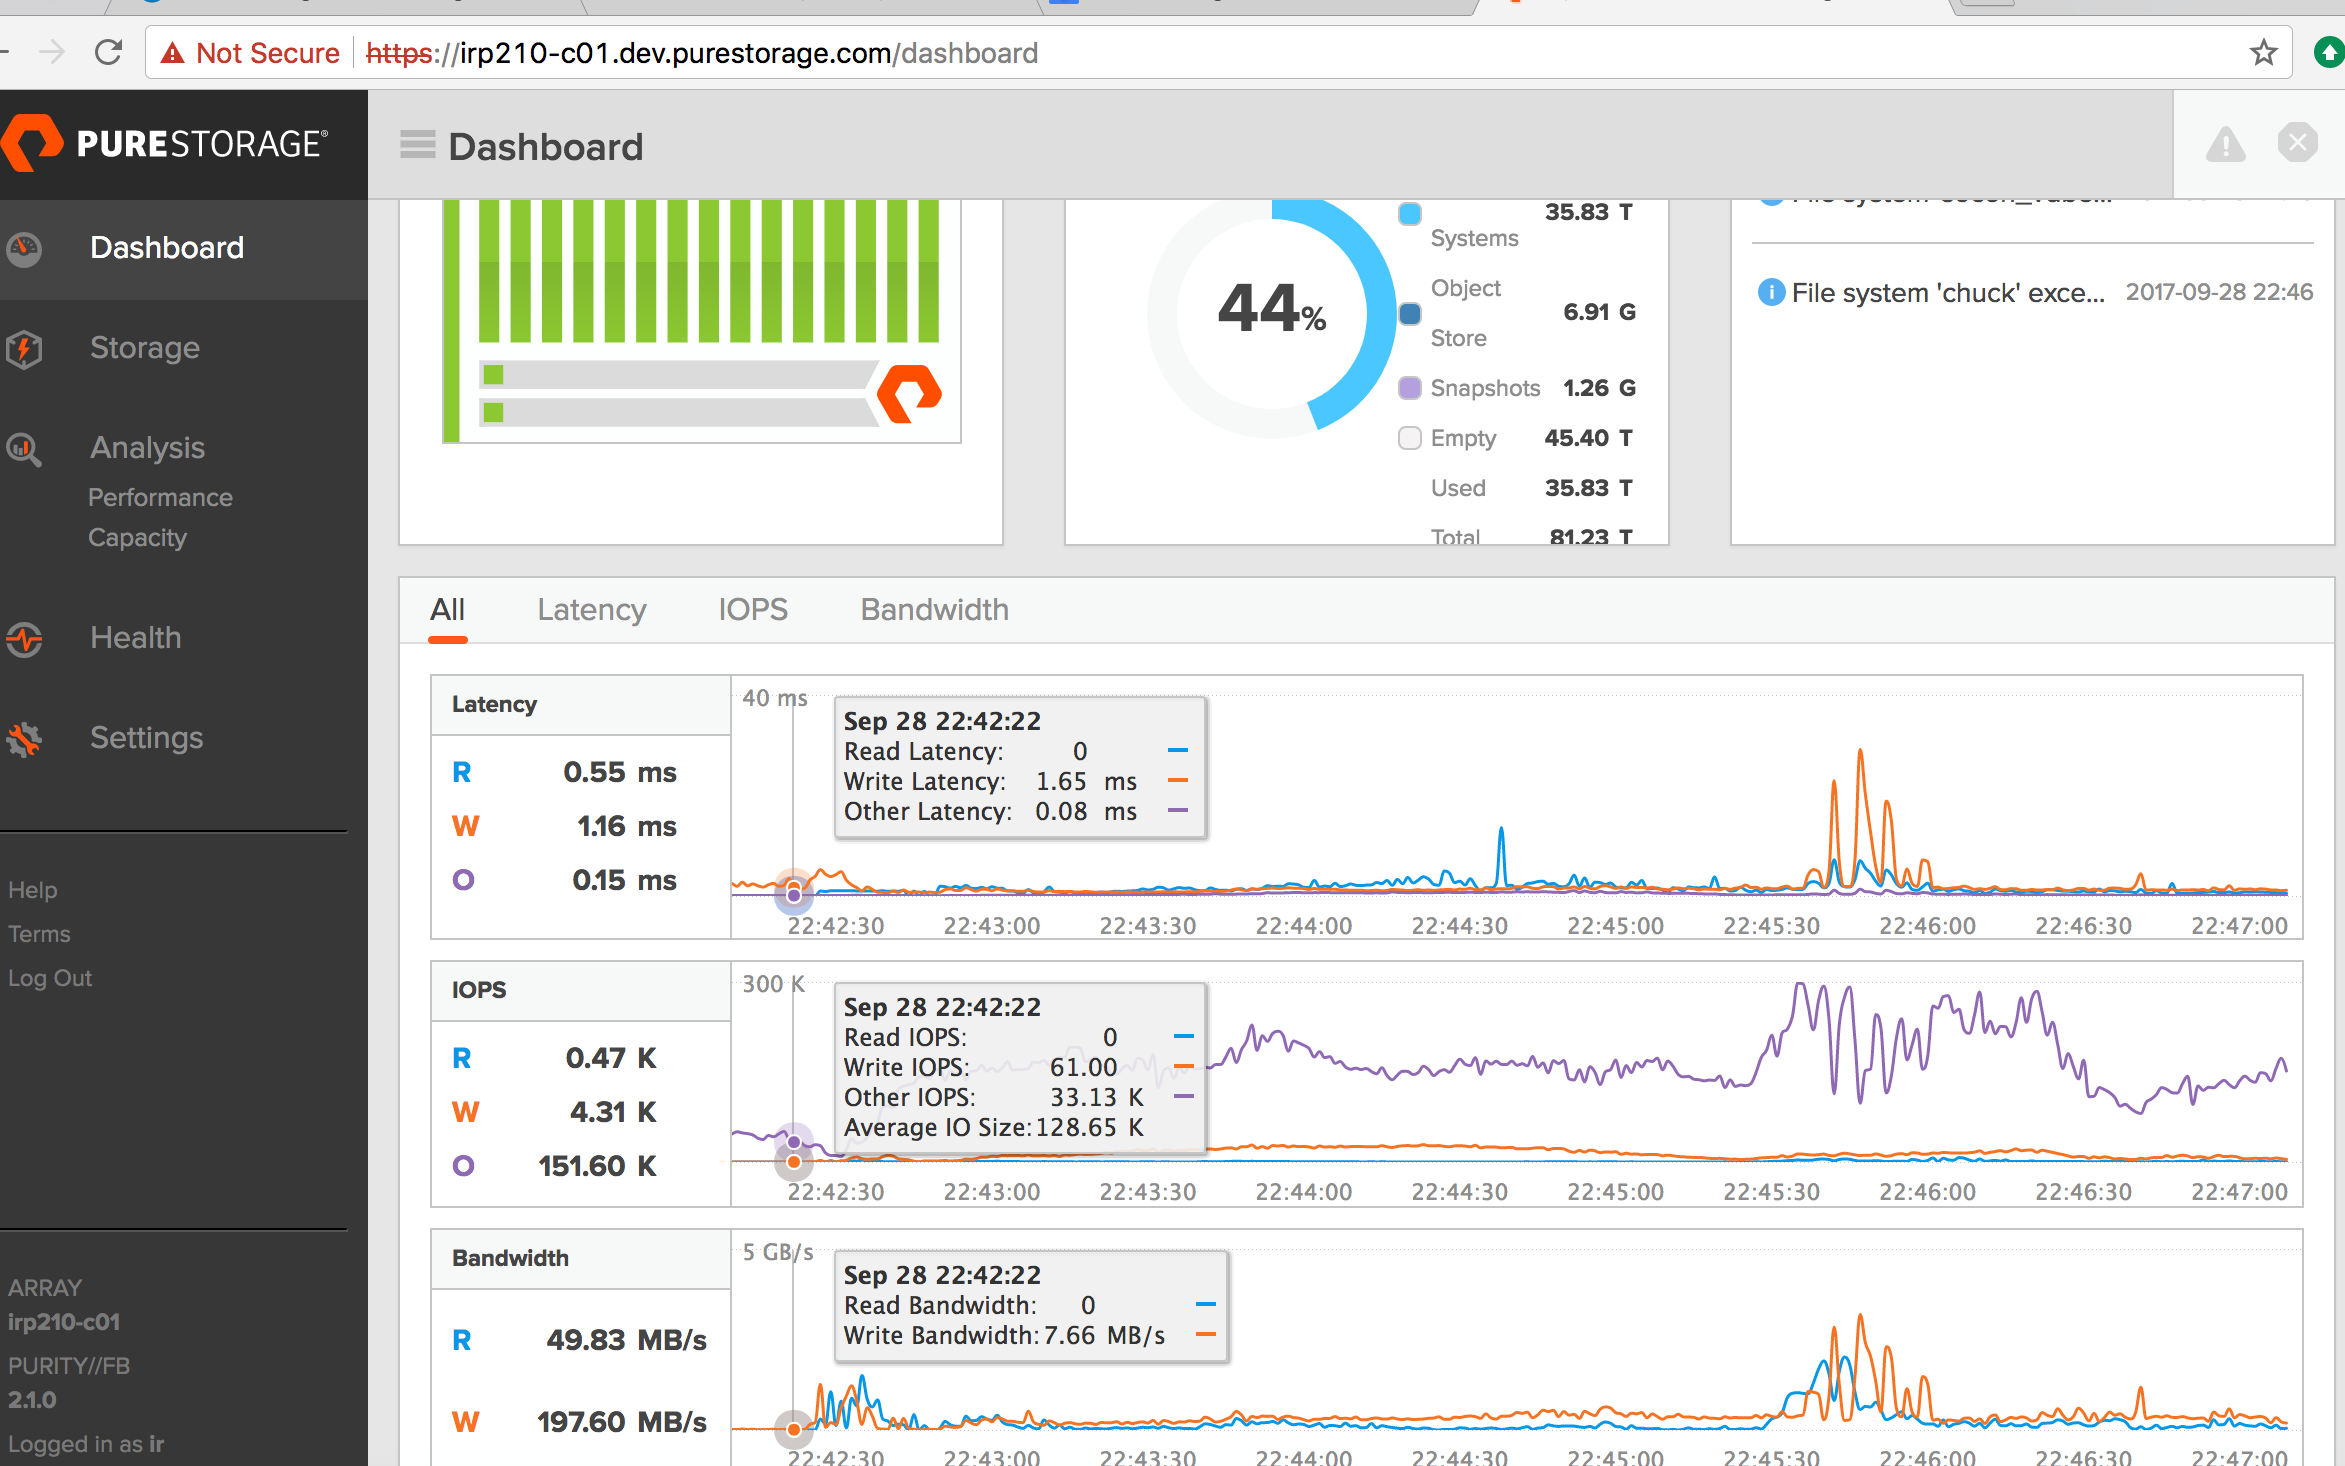 Not Secure https://irp210-c01.dev.purestorage.com/dashboard
PURESTORAGE®
Dashboard
Dashboard
Storage
Analysis
Performance
Capacity
Health
Settings
Help
Terms
Log Out
ARRAY
irp210-c01
PURITY//FB
2.1.0
Logged in as ir
44%
35.83 T
Systems
Object
Store 6.91 G
Snapshots 1.26 G
Empty 45.40 T
Used 35.83 T
Total 81.23 T
File system
File system 'chuck' exce... 2017-09-28 22:46
All Latency IOPS Bandwidth
Latency
R 0.55 ms
W 1.16 ms
O 0.15 ms
40 ms
Sep 28 22:42:22
Read Latency: 0
Write Latency: 1.65 ms
Other Latency: 0.08 ms
22:42:30 22:43:00 22:43:30 22:44:00 22:44:30 22:45:00 22:45:30 22:46:00 22:46:30 22:47:00
IOPS
R 0.47 K
W 4.31 K
O 151.60 K
300 K
Sep 28 22:42:22
Read IOPS: 0
Write IOPS: 61.00
Other IOPS: 33.13 K
Average IO Size: 128.65 K
22:42:30 22:43:00 22:43:30 22:44:00 22:44:30 22:45:00 22:45:30 22:46:00 22:46:30 22:47:00
Bandwidth
R 49.83 MB/s
W 197.60 MB/s
5 GB/s
Sep 28 22:42:22
Read Bandwidth: 0
Write Bandwidth: 7.66 MB/s
22:42:30 22:43:00 22:43:30 22:44:00 22:44:30 22:45:00 22:45:30 22:46:00 22:46:30 22:47:00